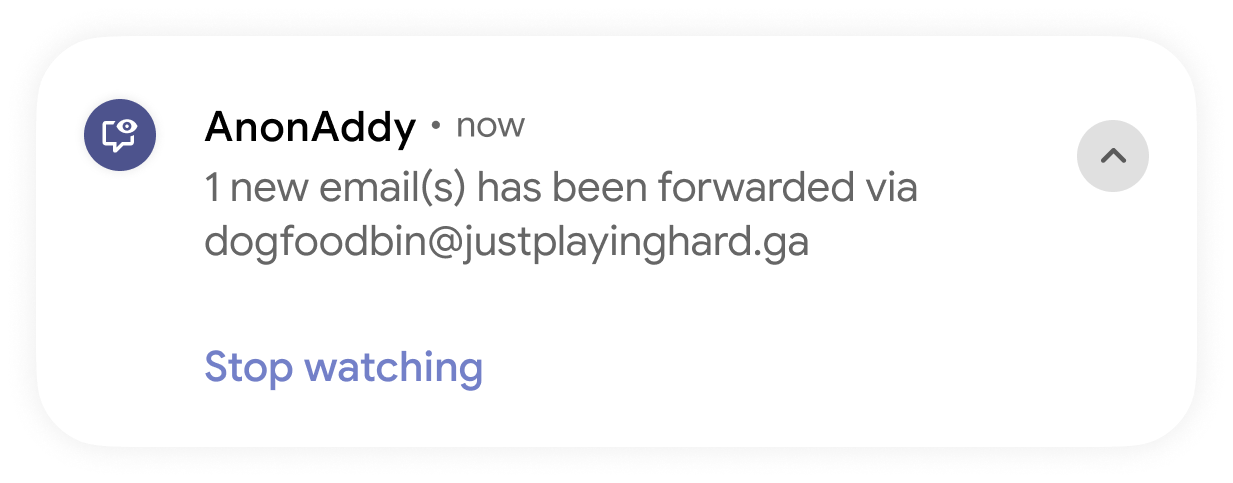 AnonAddy • now
1 new email(s) has been forwarded via
dogfoodbin@justplayinghard.ga
Stop watching